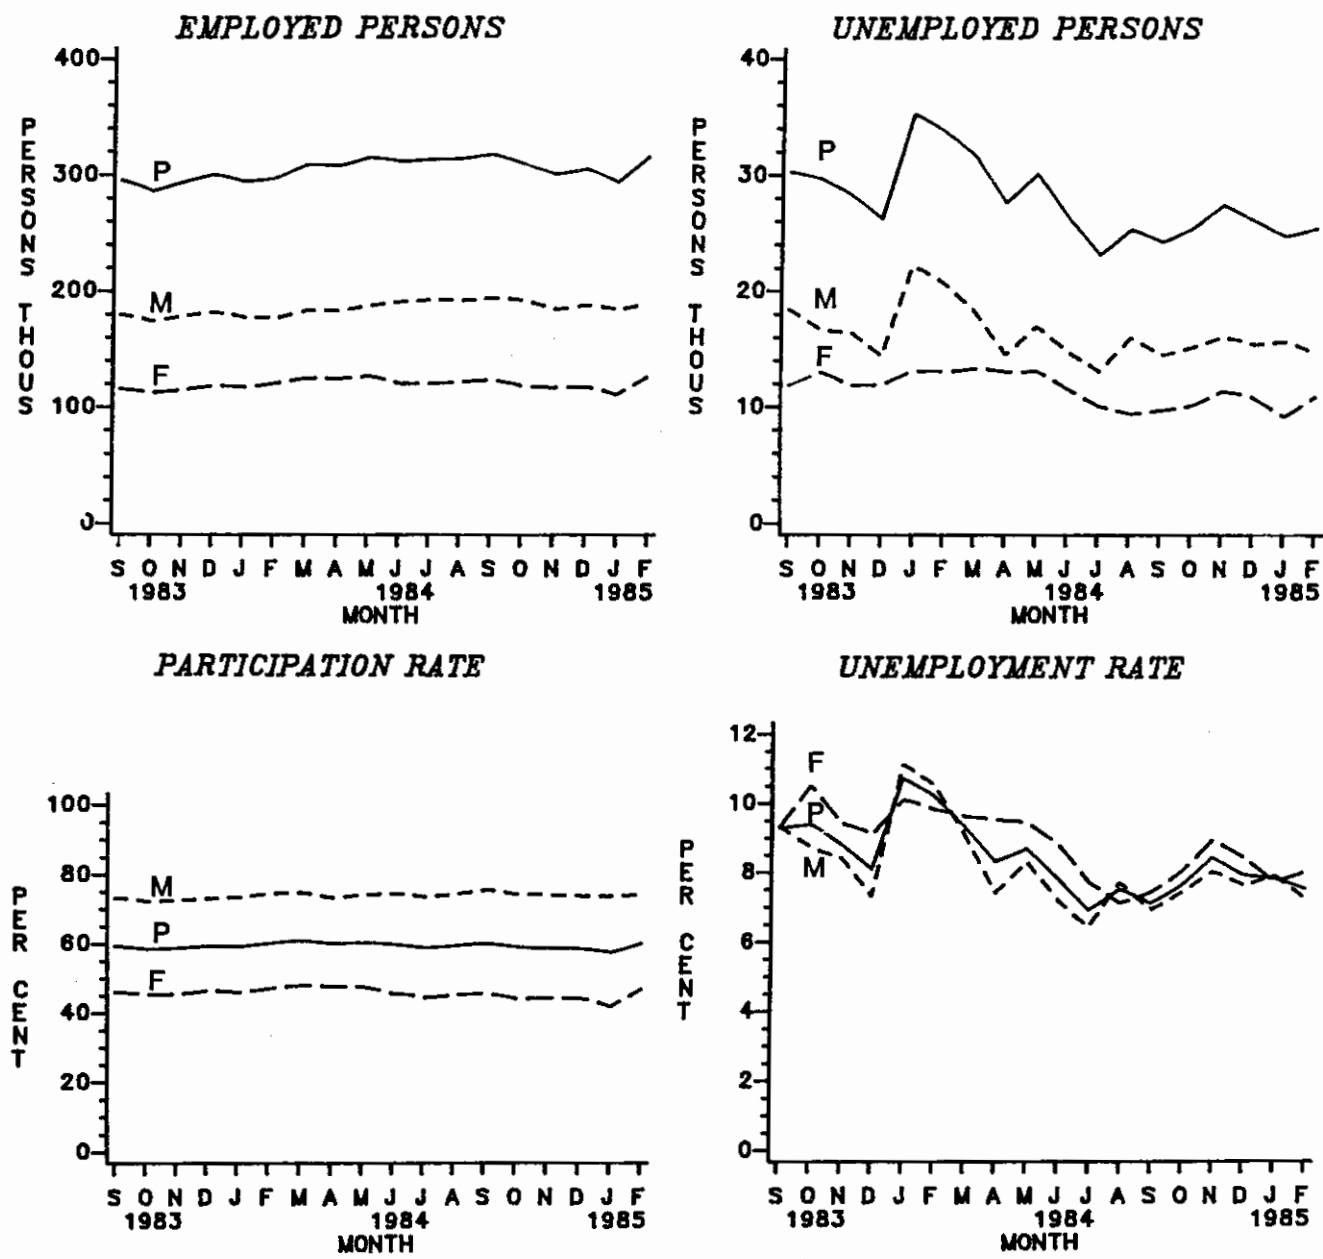 EMPLOYED PERSONS
400
300
200
100
0
PERSONS THOUS
P
M
F
S O N D J F M A M J J A S O N D J F
1983 1984 1985
MONTH
UNEMPLOYED PERSONS
40
30
20
10
0
PERSONS THOUS
P
M
F
S O N D J F M A M J J A S O N D J F
1983 1984 1985
MONTH
PARTICIPATION RATE
100
80
60
40
20
0
PER CENT
M
P
F
S O N D J F M A M J J A S O N D J F
1983 1984 1985
MONTH
UNEMPLOYMENT RATE
12
10
8
6
4
2
0
PER CENT
F
P
M
S O N D J F M A M J J A S O N D J F
1983 1984 1985
MONTH